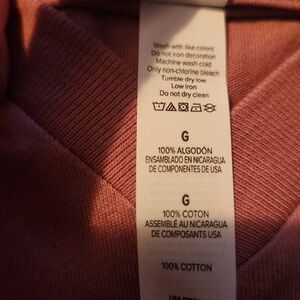 Wash with like colors
Do not iron decoration
Machine wash cold
Only non-chlorine bleach
Tumble dry low
Low iron
Do not dry clean
G
100% ALGODÓN
ENSAMBLADO EN NICARAGUA
DE COMPONENTES DE USA
G
100% COTON
ASSEMBLÉ AU NICARAGUA
DE COMPOSANTS USA
100% COTTON